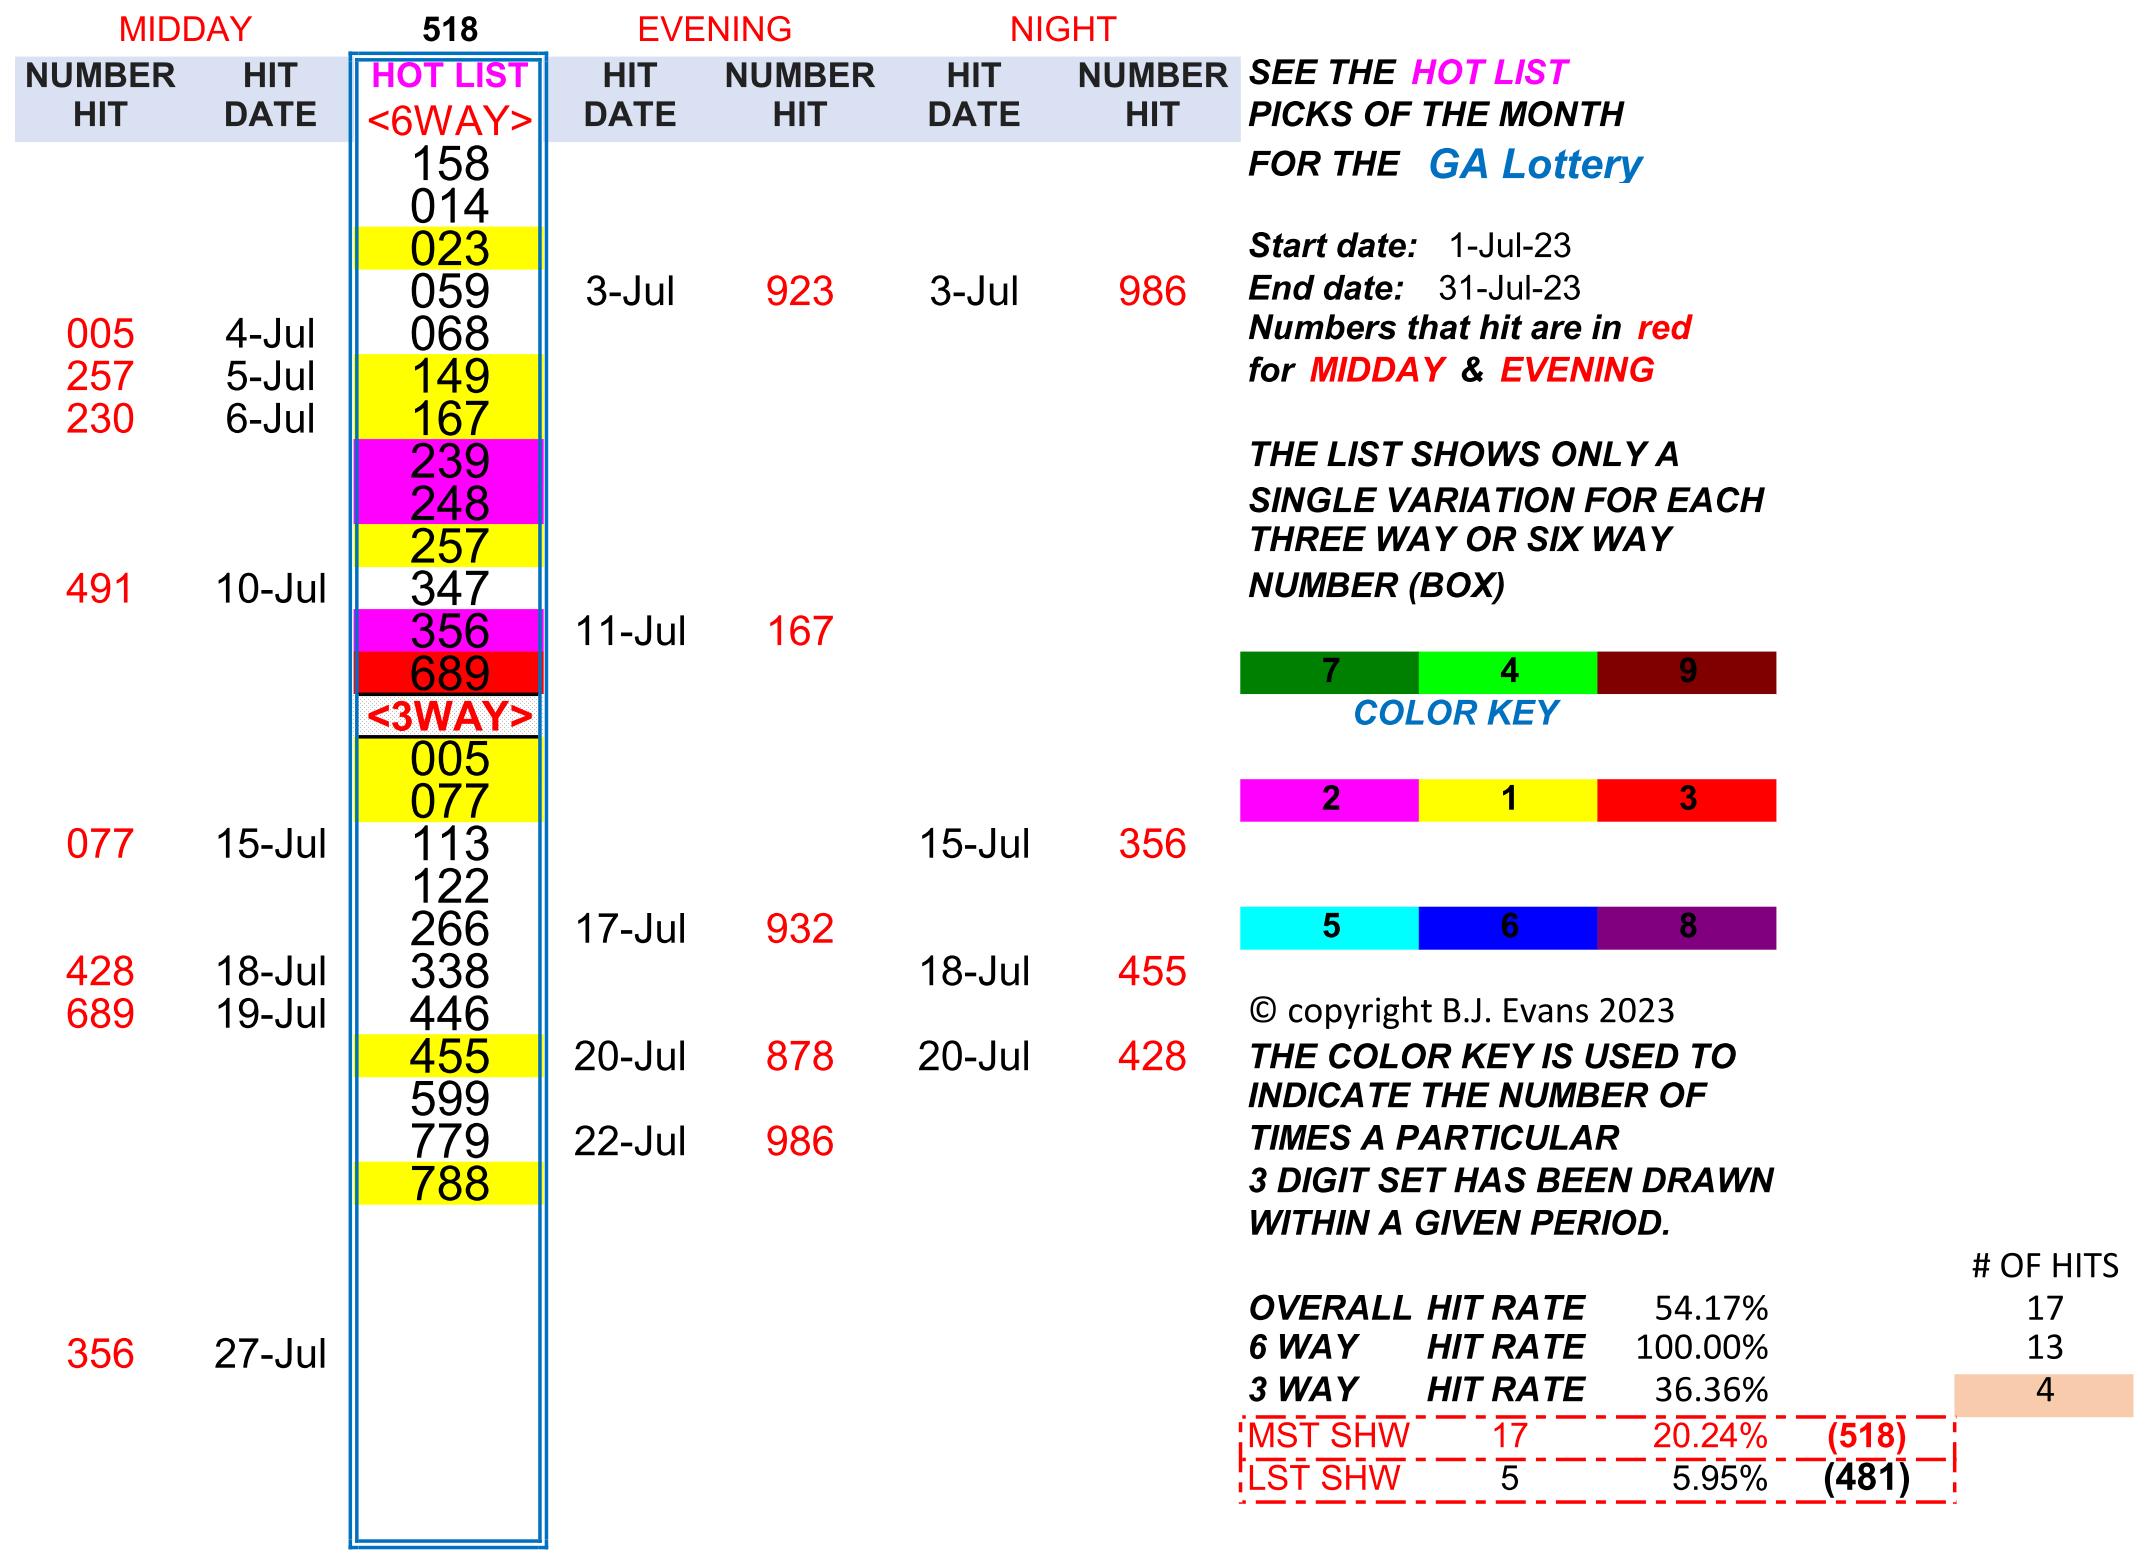 MIDDAY 518 EVENING NIGHT
NUMBER HIT HOT LIST HIT NUMBER HIT NUMBER SEE THE HOT LIST
HIT DATE <6WAY> DATE HIT DATE HIT PICKS OF THE MONTH
158 FOR THE GA Lottery
014
023 Start date: 1-Jul-23
059 3-Jul 923 3-Jul 986 End date: 31-Jul-23
005 4-Jul 068 Numbers that hit are in red
257 5-Jul 149 for MIDDAY & EVENING
230 6-Jul 167
239 THE LIST SHOWS ONLY A
248 SINGLE VARIATION FOR EACH
257 THREE WAY OR SIX WAY
491 10-Jul 347 NUMBER (BOX)
356 11-Jul 167
689 7 4 9
<3WAY> COLOR KEY
005
077 2 1 3
077 15-Jul 113 15-Jul 356
122
266 17-Jul 932 5 6 8
428 18-Jul 338 18-Jul 455
689 19-Jul 446 © copyright B.J. Evans 2023
455 20-Jul 878 20-Jul 428 THE COLOR KEY IS USED TO
599 INDICATE THE NUMBER OF
779 22-Jul 986 TIMES A PARTICULAR
788 3 DIGIT SET HAS BEEN DRAWN
WITHIN A GIVEN PERIOD.
# OF HITS
OVERALL HIT RATE 54.17% 17
356 27-Jul 6 WAY HIT RATE 100.00% 13
3 WAY HIT RATE 36.36% 4
MST SHW 17 20.24% (518)
LST SHW 5 5.95% (481)